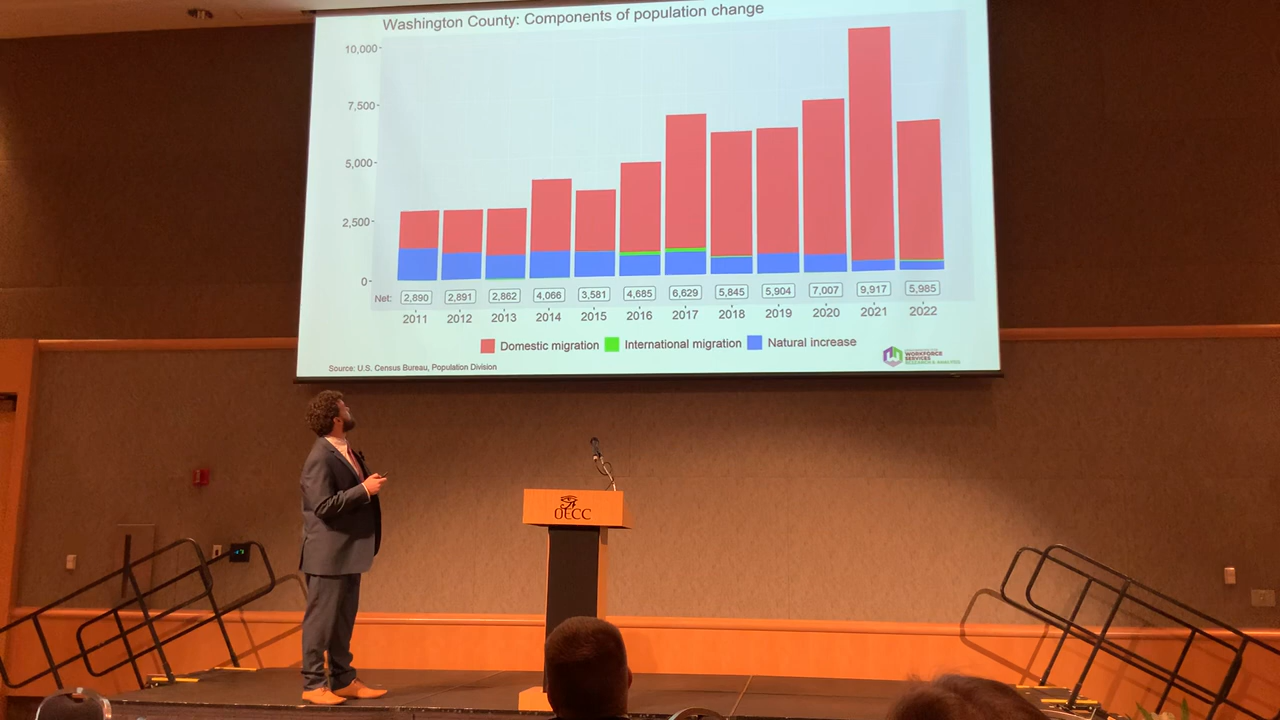 Washington County: Components of population change
10,000
7,500
5,000
2,500
0
Net: 2,890 2,891 2,862 4,066 3,581 4,685 6,629 5,845 5,904 7,007 9,917 5,985
2011 2012 2013 2014 2015 2016 2017 2018 2019 2020 2021 2022
Domestic migration International migration Natural increase
Source: U.S. Census Bureau, Population Division
WORKFORCE
SERVICES
OECC